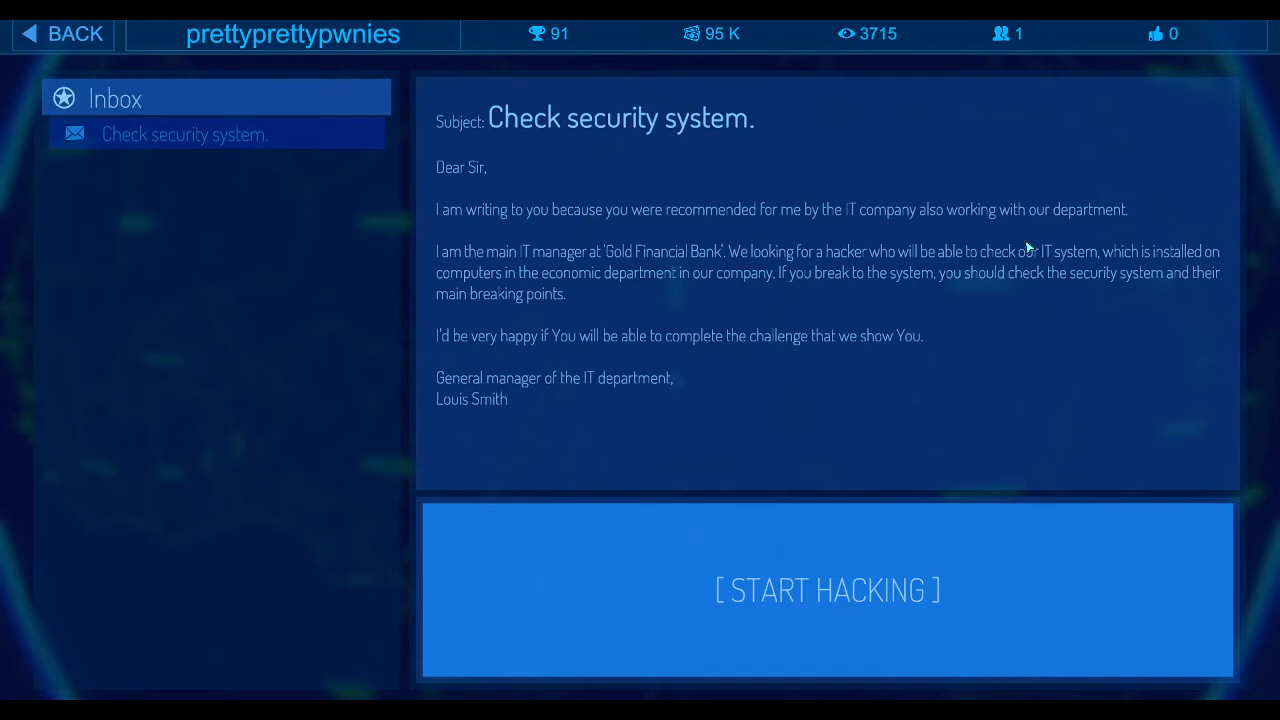 BACK prettyprettypwnies 91 95 K 3715 1 0
Inbox
Check security system.
Subject: Check security system.
Dear Sir,
I am writing to you because you were recommended for me by the IT company also working with our department.
I am the main IT manager at 'Gold Financial Bank'. We looking for a hacker who will be able to check our IT system, which is installed on
computers in the economic department in our company. If you break to the system, you should check the security system and their
main breaking points.
I'd be very happy if You will be able to complete the challenge that we show You.
General manager of the IT department,
Louis Smith
[ START HACKING ]